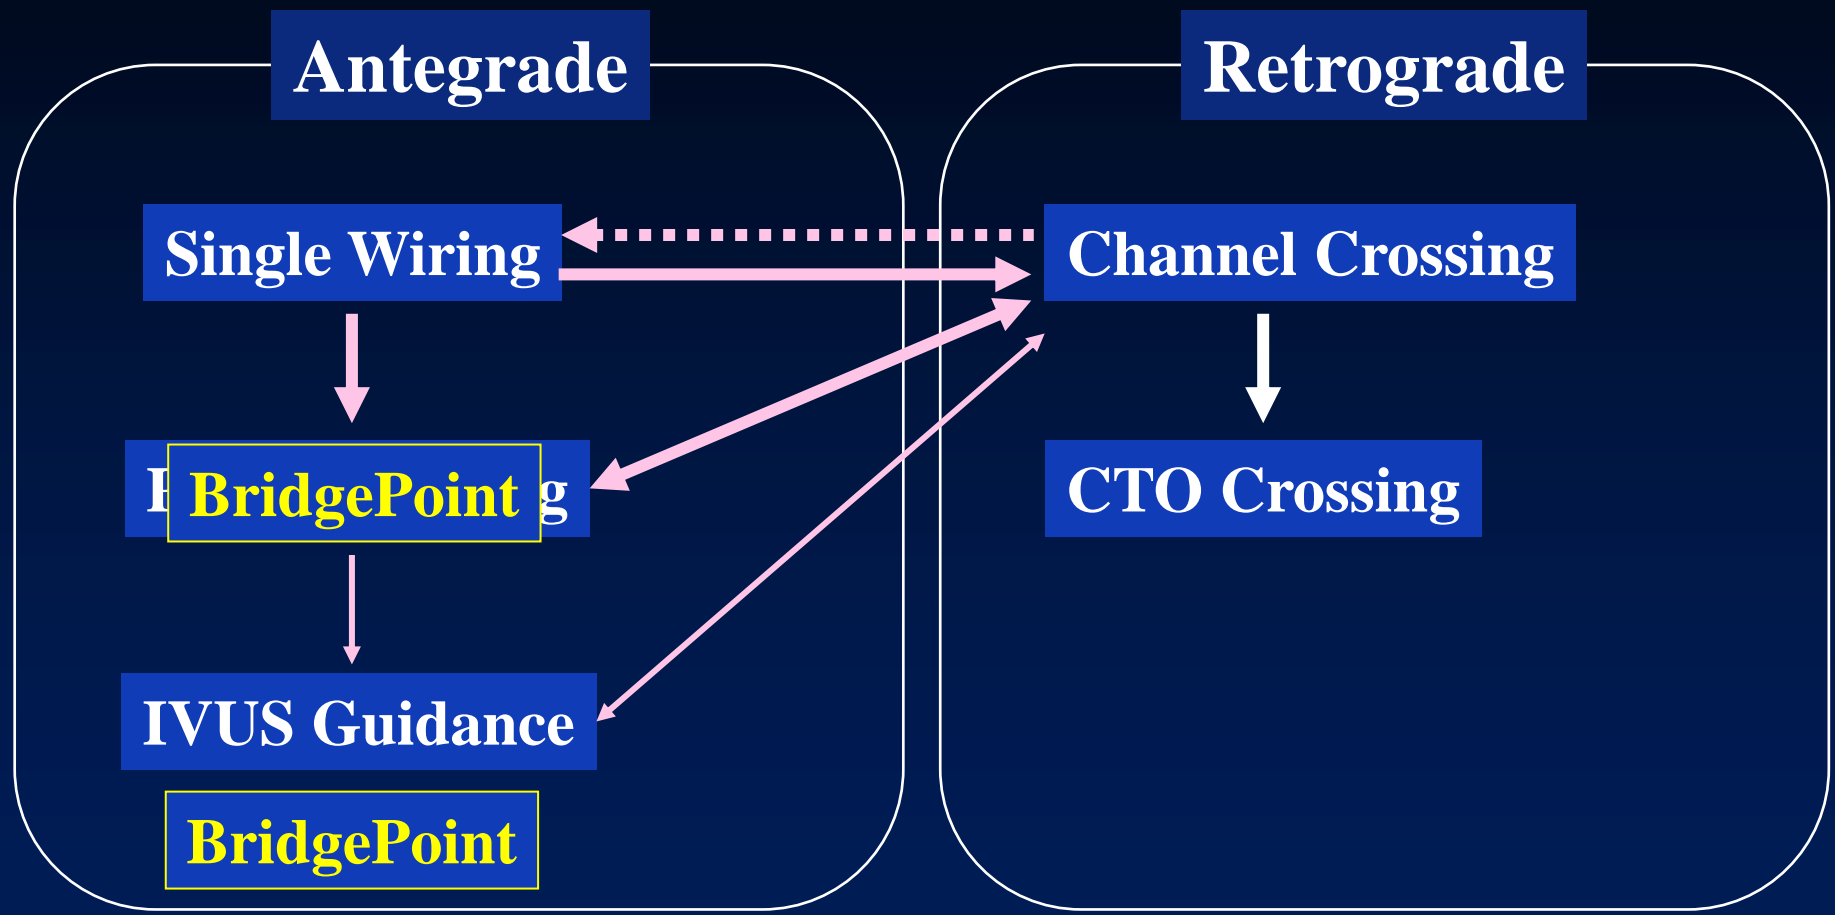 Antegrade
Retrograde
Single Wiring
Channel Crossing
BridgePoint
CTO Crossing
IVUS Guidance
BridgePoint